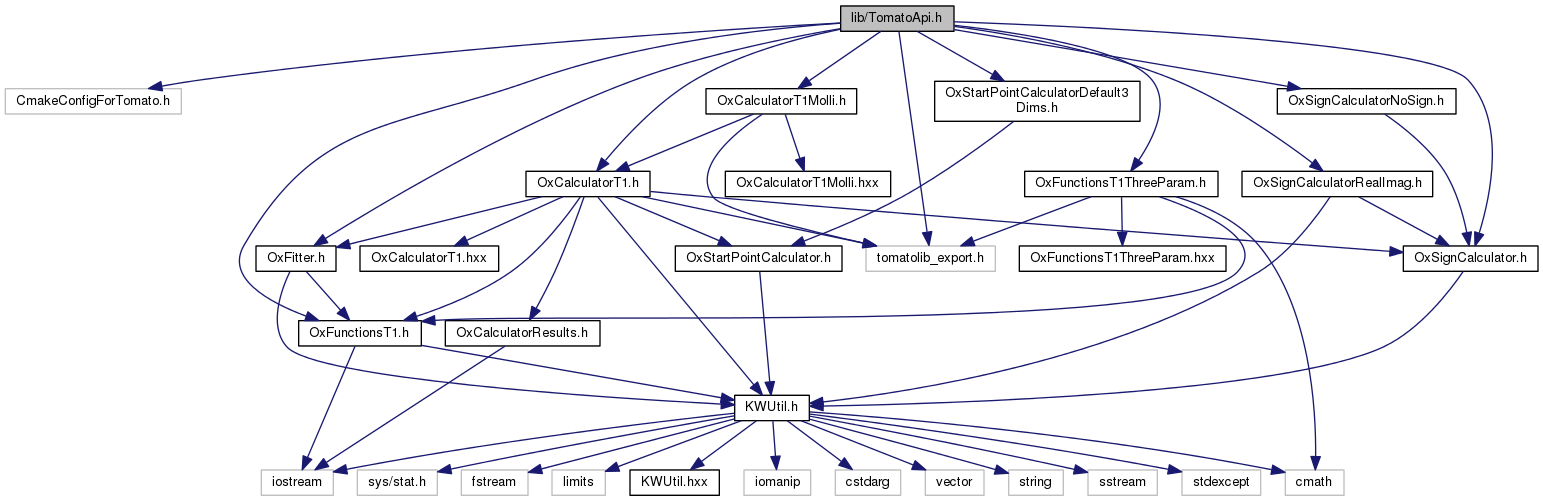 lib/TomatoApi.h
CmakeConfigForTomato.h
OxCalculatorT1Molli.h
OxStartPointCalculatorDefault3
Dims.h
OxSignCalculatorNoSign.h
OxCalculatorT1.h
OxCalculatorT1Molli.hxx
OxFunctionsT1ThreeParam.h
OxSignCalculatorRealImag.h
OxFitter.h
OxCalculatorT1.hxx
OxStartPointCalculator.h
tomatolib_export.h
OxFunctionsT1ThreeParam.hxx
OxSignCalculator.h
OxFunctionsT1.h
OxCalculatorResults.h
KWUtil.h
iostream
sys/stat.h
fstream
limits
KWUtil.hxx
iomanip
cstdarg
vector
string
sstream
stdexcept
cmath